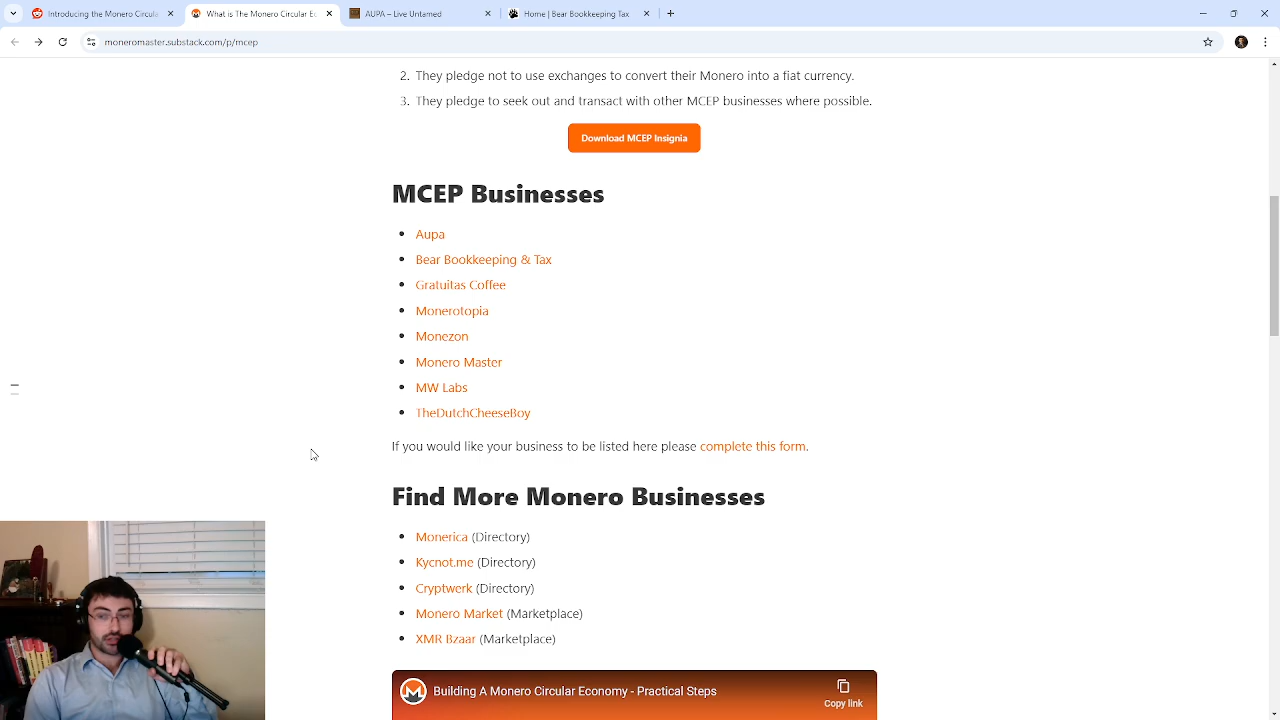 Introducing the Monero Circula
What is The Monero Circular Ec
AUPA – Live Untethered
Home | Bear Bookkeeping Tax
moneromaster.substack.com/p/mcep
2. They pledge not to use exchanges to convert their Monero into a fiat currency.
3. They pledge to seek out and transact with other MCEP businesses where possible.
Download MCEP Insignia
MCEP Businesses
• Aupa
• Bear Bookkeeping & Tax
• Gratuitas Coffee
• Monerotopia
• Monezon
• Monero Master
• MW Labs
• TheDutchCheeseBoy
If you would like your business to be listed here please complete this form.
Find More Monero Businesses
• Monerica (Directory)
• Kycnot.me (Directory)
• Cryptwerk (Directory)
• Monero Market (Marketplace)
• XMR Bzaar (Marketplace)
Building A Monero Circular Economy - Practical Steps
Copy link